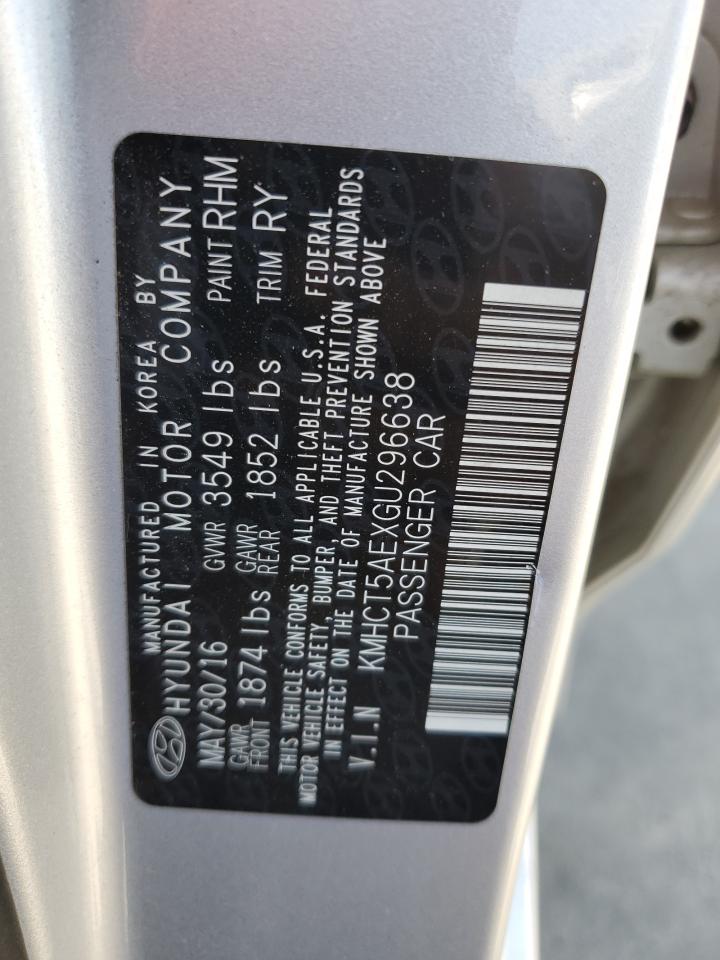 MANUFACTURED IN KOREA BY
HYUNDAI MOTOR COMPANY
MAY/30/16 GVWR 3549 lbs PAINT RHM
GAWR FRONT 1874 lbs GAWR REAR 1852 lbs TRIM RY
THIS VEHICLE CONFORMS TO ALL APPLICABLE U.S.A. FEDERAL
MOTOR VEHICLE SAFETY, BUMPER, AND THEFT PREVENTION STANDARDS
IN EFFECT ON THE DATE OF MANUFACTURE SHOWN ABOVE
V.I.N KMHCT5AEXGU296638
PASSENGER CAR